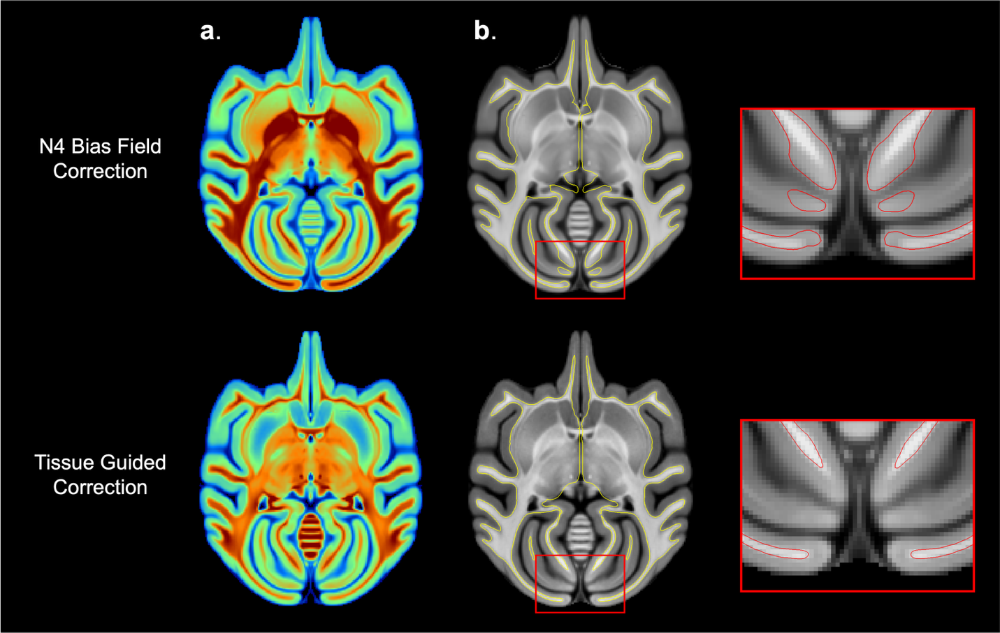 a.
b.
N4 Bias Field
Correction
Tissue Guided
Correction